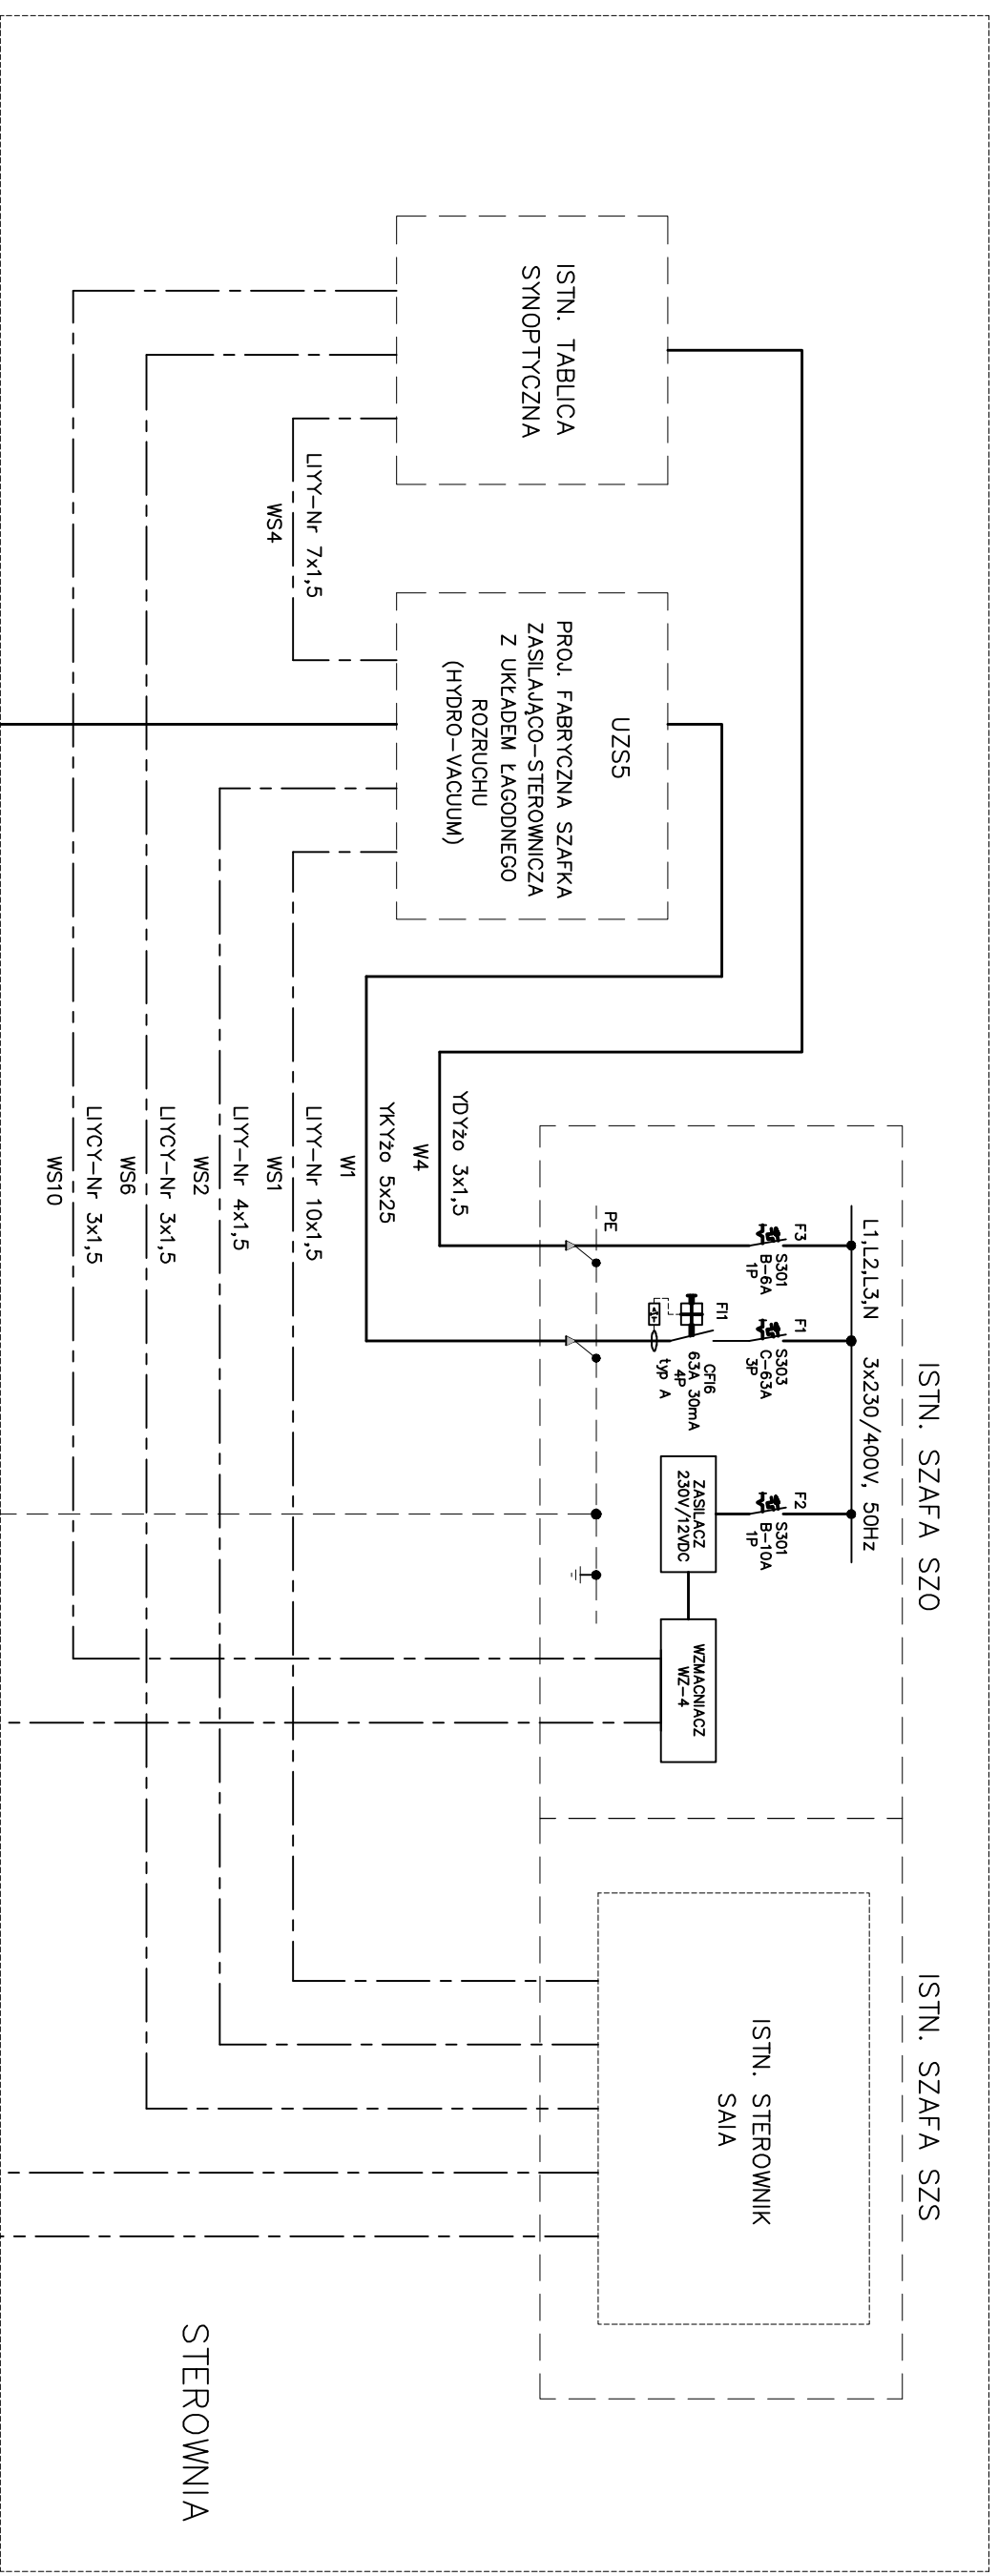 ISTN. SZAFA SZO
ISTN. SZAFA SZS
L1,L2,L3,N
3x230/400V, 50Hz
F3
S301
B-6A
1P
F1
S303
C-63A
3P
F2
S301
B-10A
1P
FI1
CFI6
63A 30mA
4P
typ A
ZASILACZ
230V/12VDC
WZMACNIACZ
WZ-4
PE
ISTN. STEROWNIK
SAIA
ISTN. TABLICA
SYNOPTYCZNA
UZS5
PROJ. FABRYCZNA SZAFKA
ZASILAJĄCO-STEROWNICZA
Z UKŁADEM ŁAGODNEGO
ROZRUCHU
(HYDRO-VACUUM)
YDYżo 3x1,5
W4
YKYżo 5x25
W1
LIYY-Nr 7x1,5
WS4
LIYY-Nr 10x1,5
WS1
LIYY-Nr 4x1,5
WS2
LIYCY-Nr 3x1,5
WS6
LIYCY-Nr 3x1,5
WS10
STEROWNIA